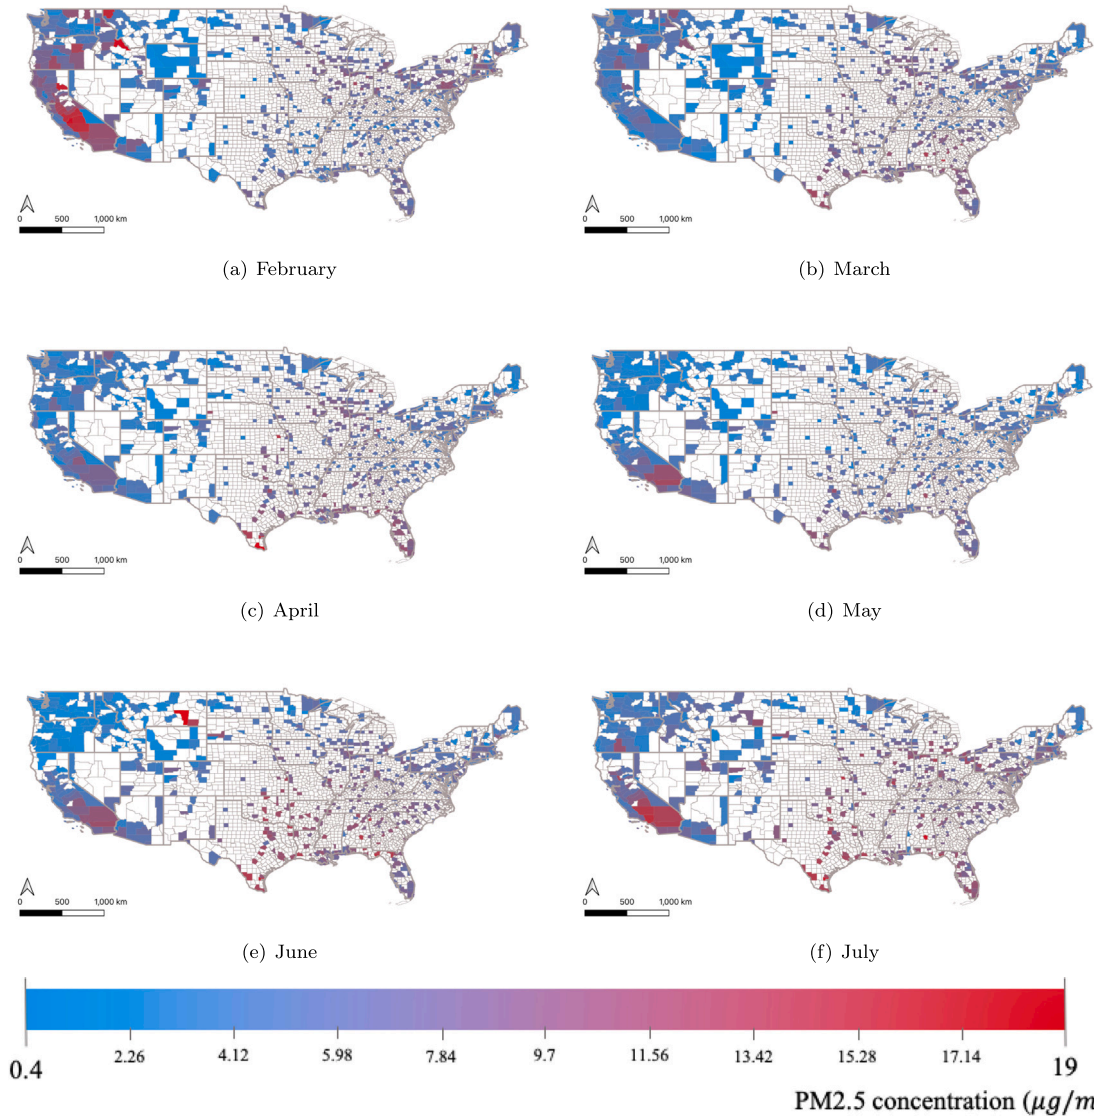 0 500 1,000 km 0 500 1,000 km
(a) February (b) March
0 500 1,000 km 0 500 1,000 km
(c) April (d) May
0 500 1,000 km 0 500 1,000 km
(e) June (f) July
0.4 2.26 4.12 5.98 7.84 9.7 11.56 13.42 15.28 17.14 19
PM2.5 concentration (μg/m